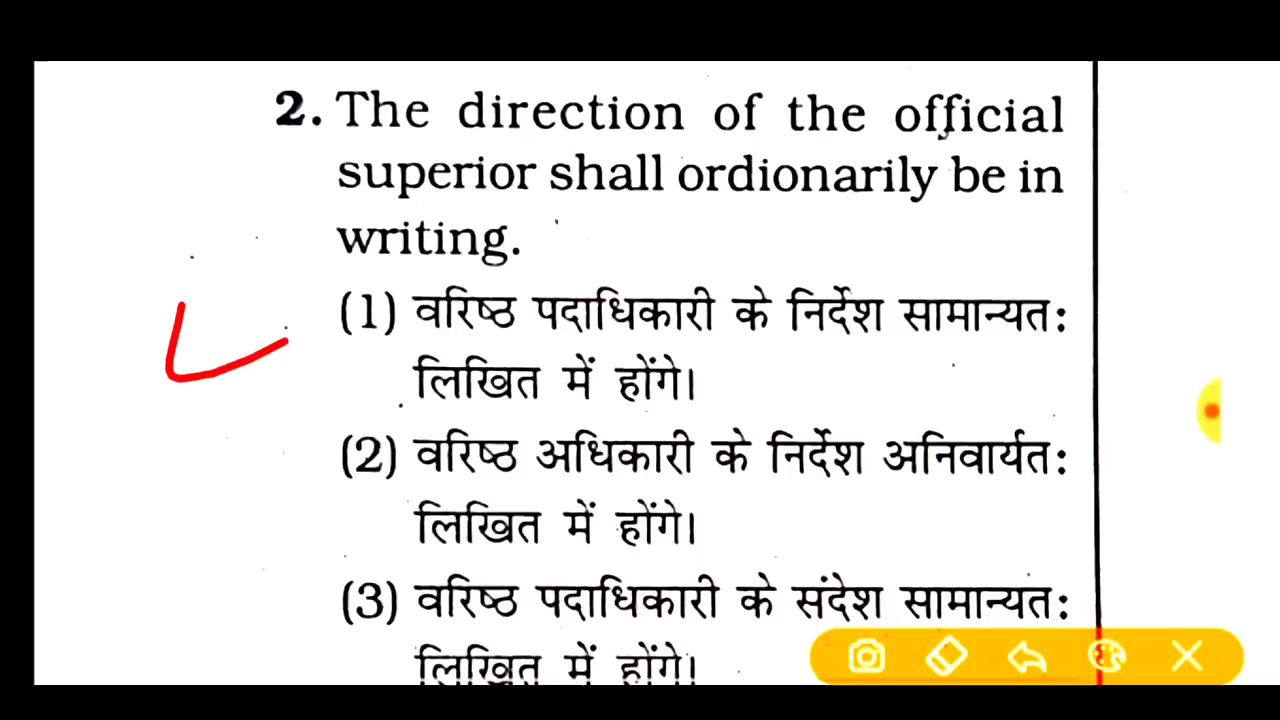 2. The direction of the official
superior shall ordionarily be in
writing.
(1) वरिष्ठ पदाधिकारी के निर्देश सामान्यतः
लिखित में होंगे।
(2) वरिष्ठ अधिकारी के निर्देश अनिवार्यतः
लिखित में होंगे।
(3) वरिष्ठ पदाधिकारी के संदेश सामान्यतः
लिखित में होंगे।